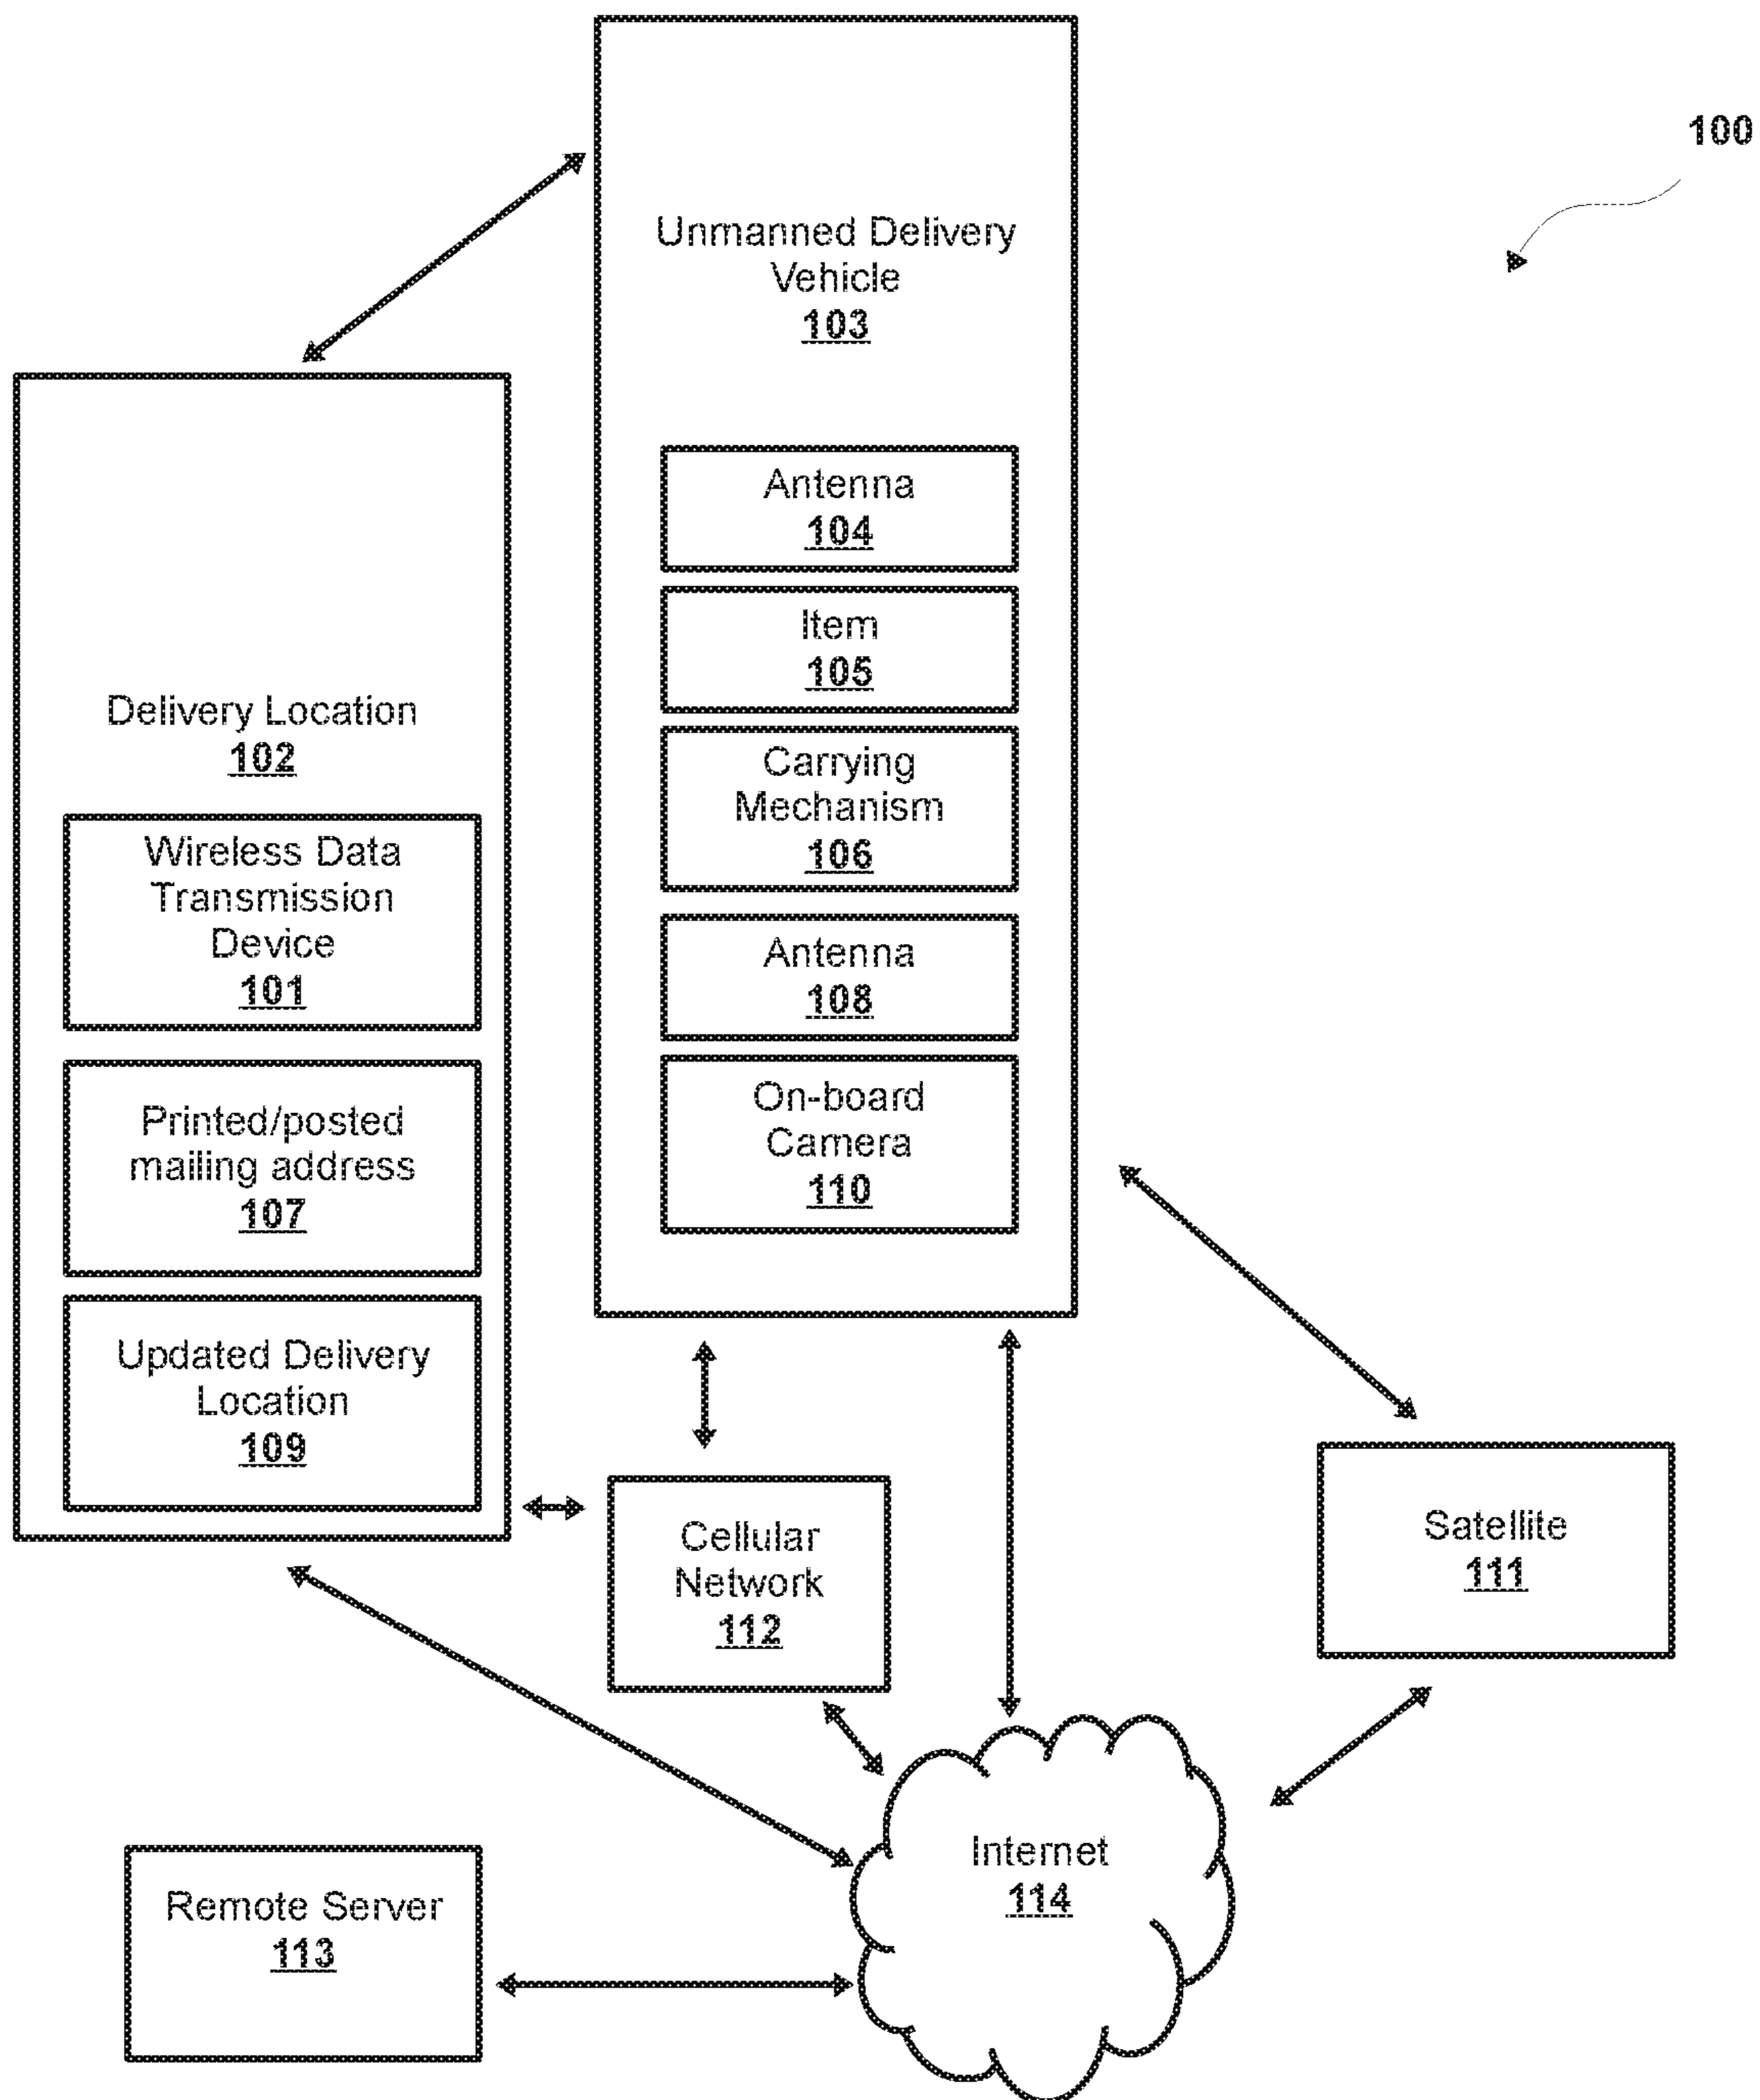 100
Unmanned Delivery
Vehicle
103
Antenna
104
Item
105
Carrying
Mechanism
106
Antenna
108
On-board
Camera
110
Delivery Location
102
Wireless Data
Transmission
Device
101
Printed/posted
mailing address
107
Updated Delivery
Location
109
Cellular
Network
112
Satellite
111
Internet
114
Remote Server
113